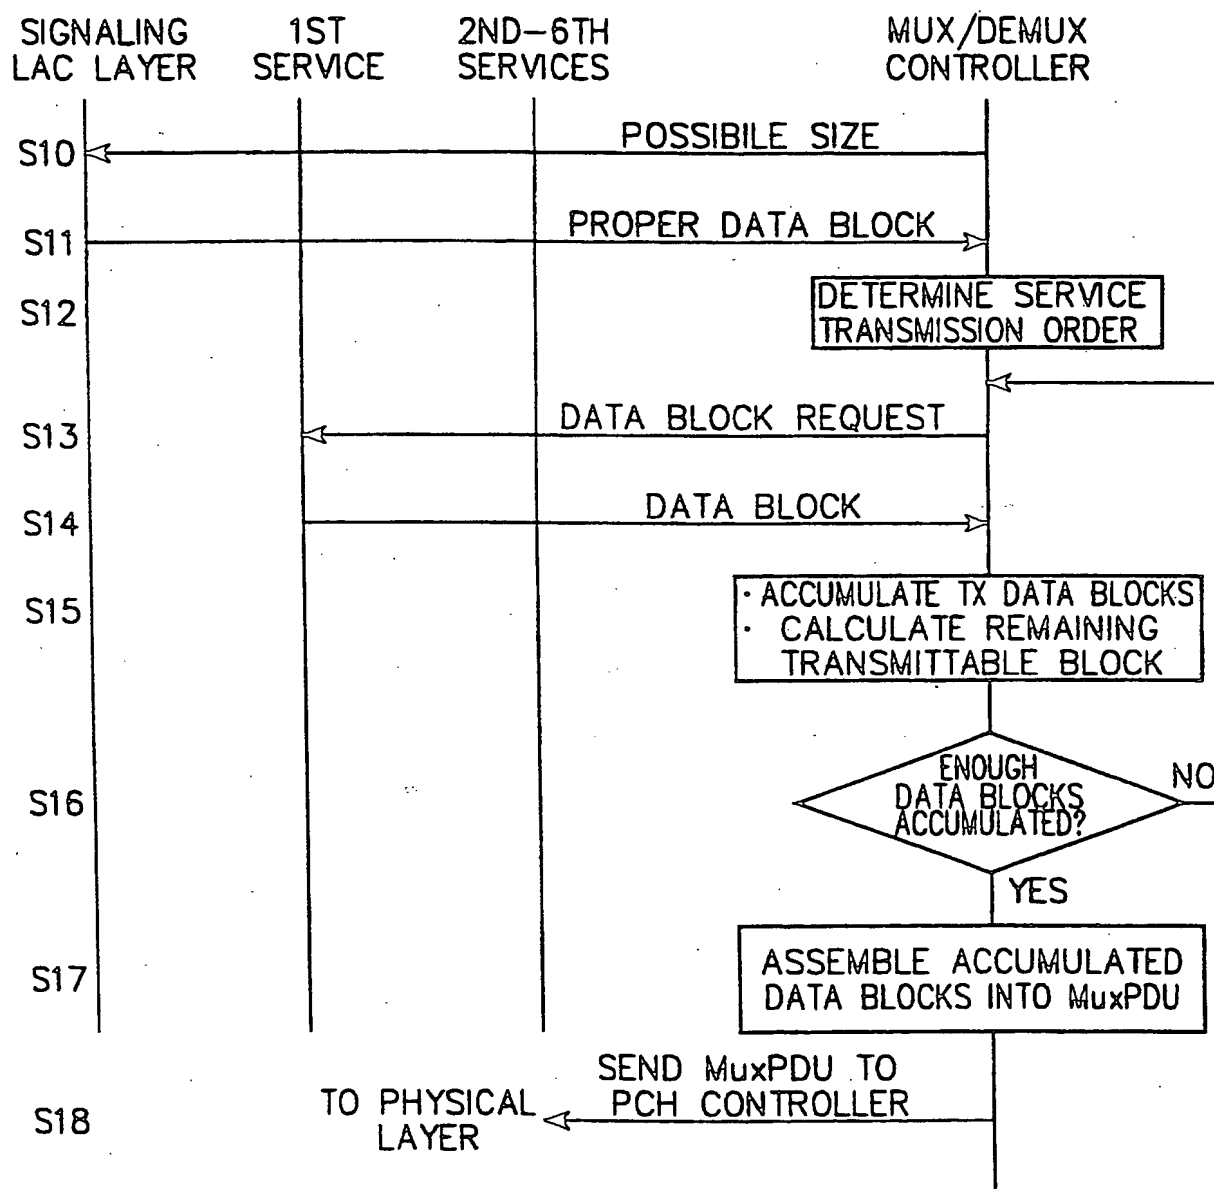 SIGNALING
LAC LAYER
1ST
SERVICE
2ND-6TH
SERVICES
MUX/DEMUX
CONTROLLER
S10
POSSIBILE SIZE
S11
PROPER DATA BLOCK
S12
DETERMINE SERVICE
TRANSMISSION ORDER
S13
DATA BLOCK REQUEST
S14
DATA BLOCK
S15
· ACCUMULATE TX DATA BLOCKS
· CALCULATE REMAINING
TRANSMITTABLE BLOCK
S16
ENOUGH
DATA BLOCKS
ACCUMULATED?
NO
YES
S17
ASSEMBLE ACCUMULATED
DATA BLOCKS INTO MuxPDU
S18
TO PHYSICAL
LAYER
SEND MuxPDU TO
PCH CONTROLLER